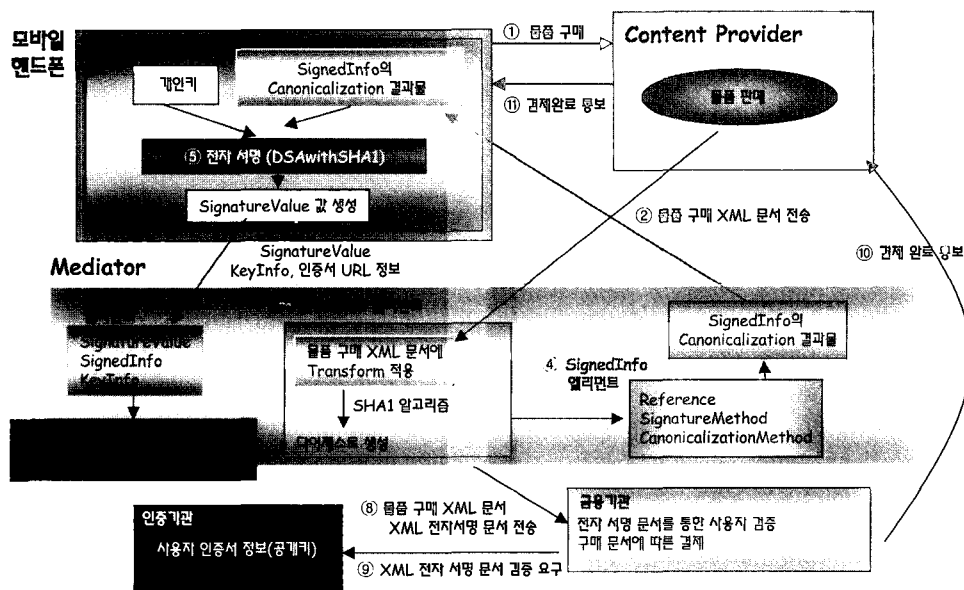 모바일
핸드폰
개인키
SignedInfo의
Canonicalization 결과물
⑤ 전자 서명 (DSAwithSHA1)
SignatureValue 값 생성
① 물품 구매
⑪ 결제완료 통보
Content Provider
물품 판매
② 물품 구매 XML 문서 전송
⑩ 결제 완료 통보
SignatureValue
KeyInfo, 인증서 URL 정보
Mediator
SignatureValue
SignedInfo
KeyInfo
물품 구매 XML 문서에
Transform 적용
SHA1 알고리즘
다이제스트 생성
4. SignedInfo
엘리먼트
SignedInfo의
Canonicalization 결과물
Reference
SignatureMethod
CanonicalizationMethod
⑧ 물품 구매 XML 문서
XML 전자서명 문서 전송
금융기관
전자 서명 문서를 통한 사용자 검증
구매 문서에 따른 결제
인증기관
사용자 인증서 정보(공개키)
⑨ XML 전자 서명 문서 검증 요구